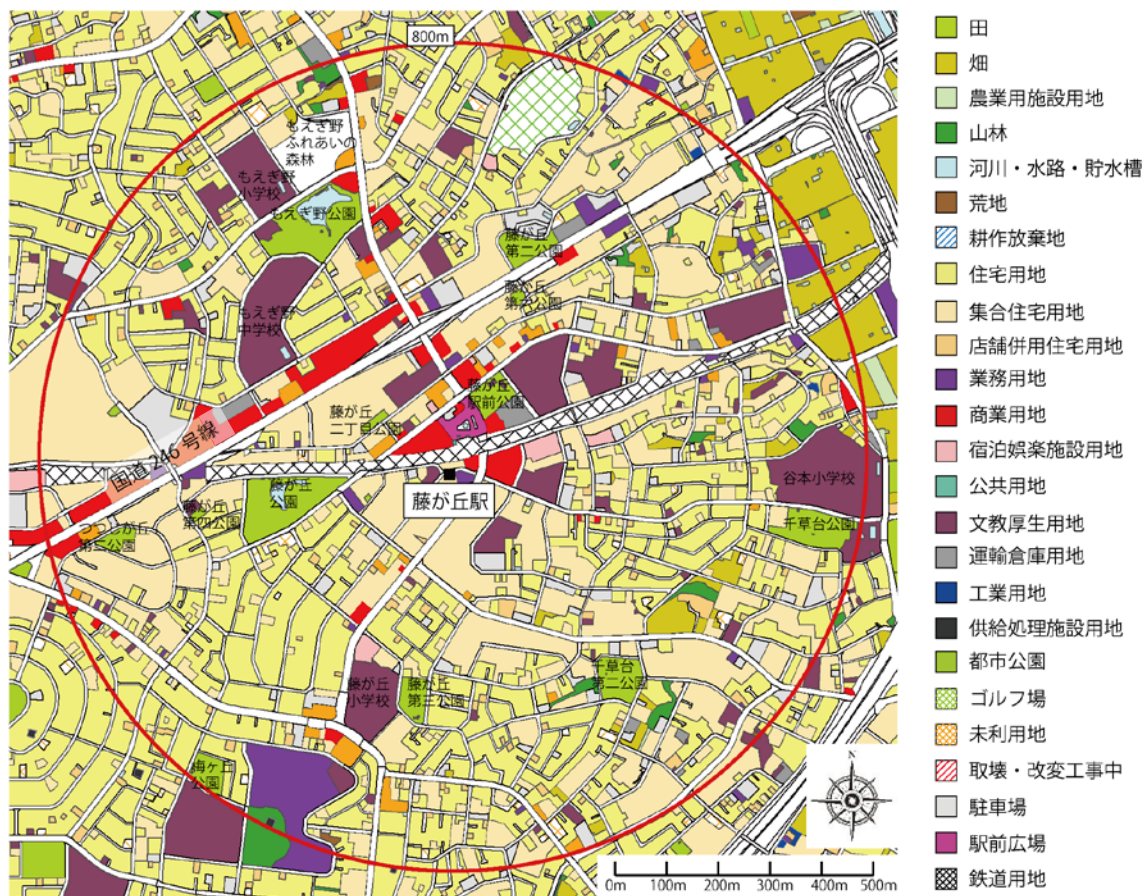 800m
もえぎ野
ふれあいの
森林
もえぎ野
小学校
もえぎ野公園
藤が丘
第二公園
藤が丘
第六公園
もえぎ野
中学校
藤が丘
駅前公園
藤が丘
二丁目公園
国道246号線
藤が丘駅
谷本小学校
藤が丘
公園
藤が丘
第四公園
つつじが丘
第二公園
千草台公園
千草台
第二公園
藤が丘
小学校
藤が丘
第三公園
梅ヶ丘
公園
N
0m 100m 200m 300m 400m 500m
田
畑
農業用施設用地
山林
河川・水路・貯水槽
荒地
耕作放棄地
住宅用地
集合住宅用地
店舗併用住宅用地
業務用地
商業用地
宿泊娯楽施設用地
公共用地
文教厚生用地
運輸倉庫用地
工業用地
供給処理施設用地
都市公園
ゴルフ場
未利用地
取壊・改変工事中
駐車場
駅前広場
鉄道用地